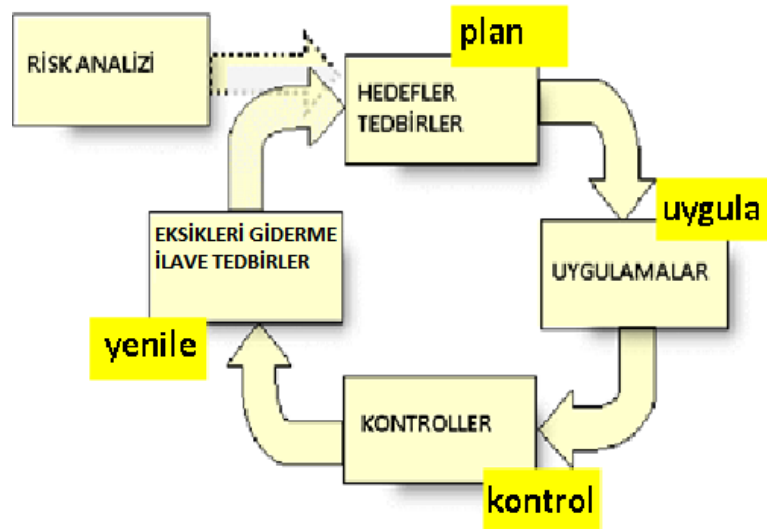 plan
RİSK ANALİZİ
HEDEFLER
TEDBİRLER
uygula
EKSİKLERİ GİDERME
İLAVE TEDBİRLER
UYGULAMALAR
yenile
KONTROLLER
kontrol